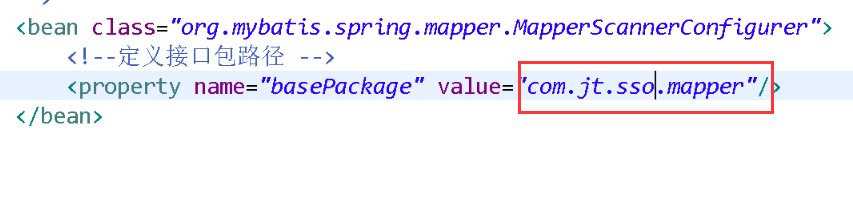 <bean class="org.mybatis.spring.mapper.MapperScannerConfigurer">
<!--定义接口包路径 -->
<property name="basePackage" value="com.jt.sso.mapper"/>
</bean>